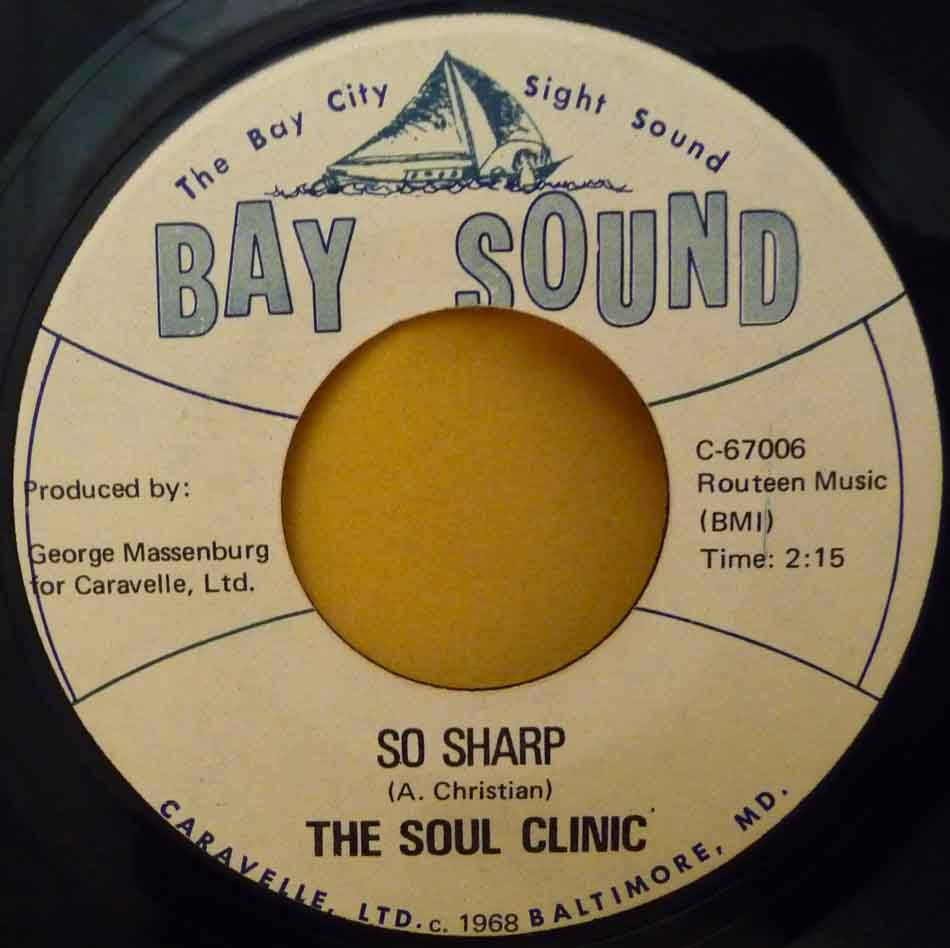 The Bay City Sight Sound
BAY SOUND
Produced by:
George Massenburg
for Caravelle, Ltd.
C-67006
Routeen Music
(BMI)
Time: 2:15
SO SHARP
(A. Christian)
THE SOUL CLINIC
CARAVELLE, LTD. c. 1968 BALTIMORE, MD.